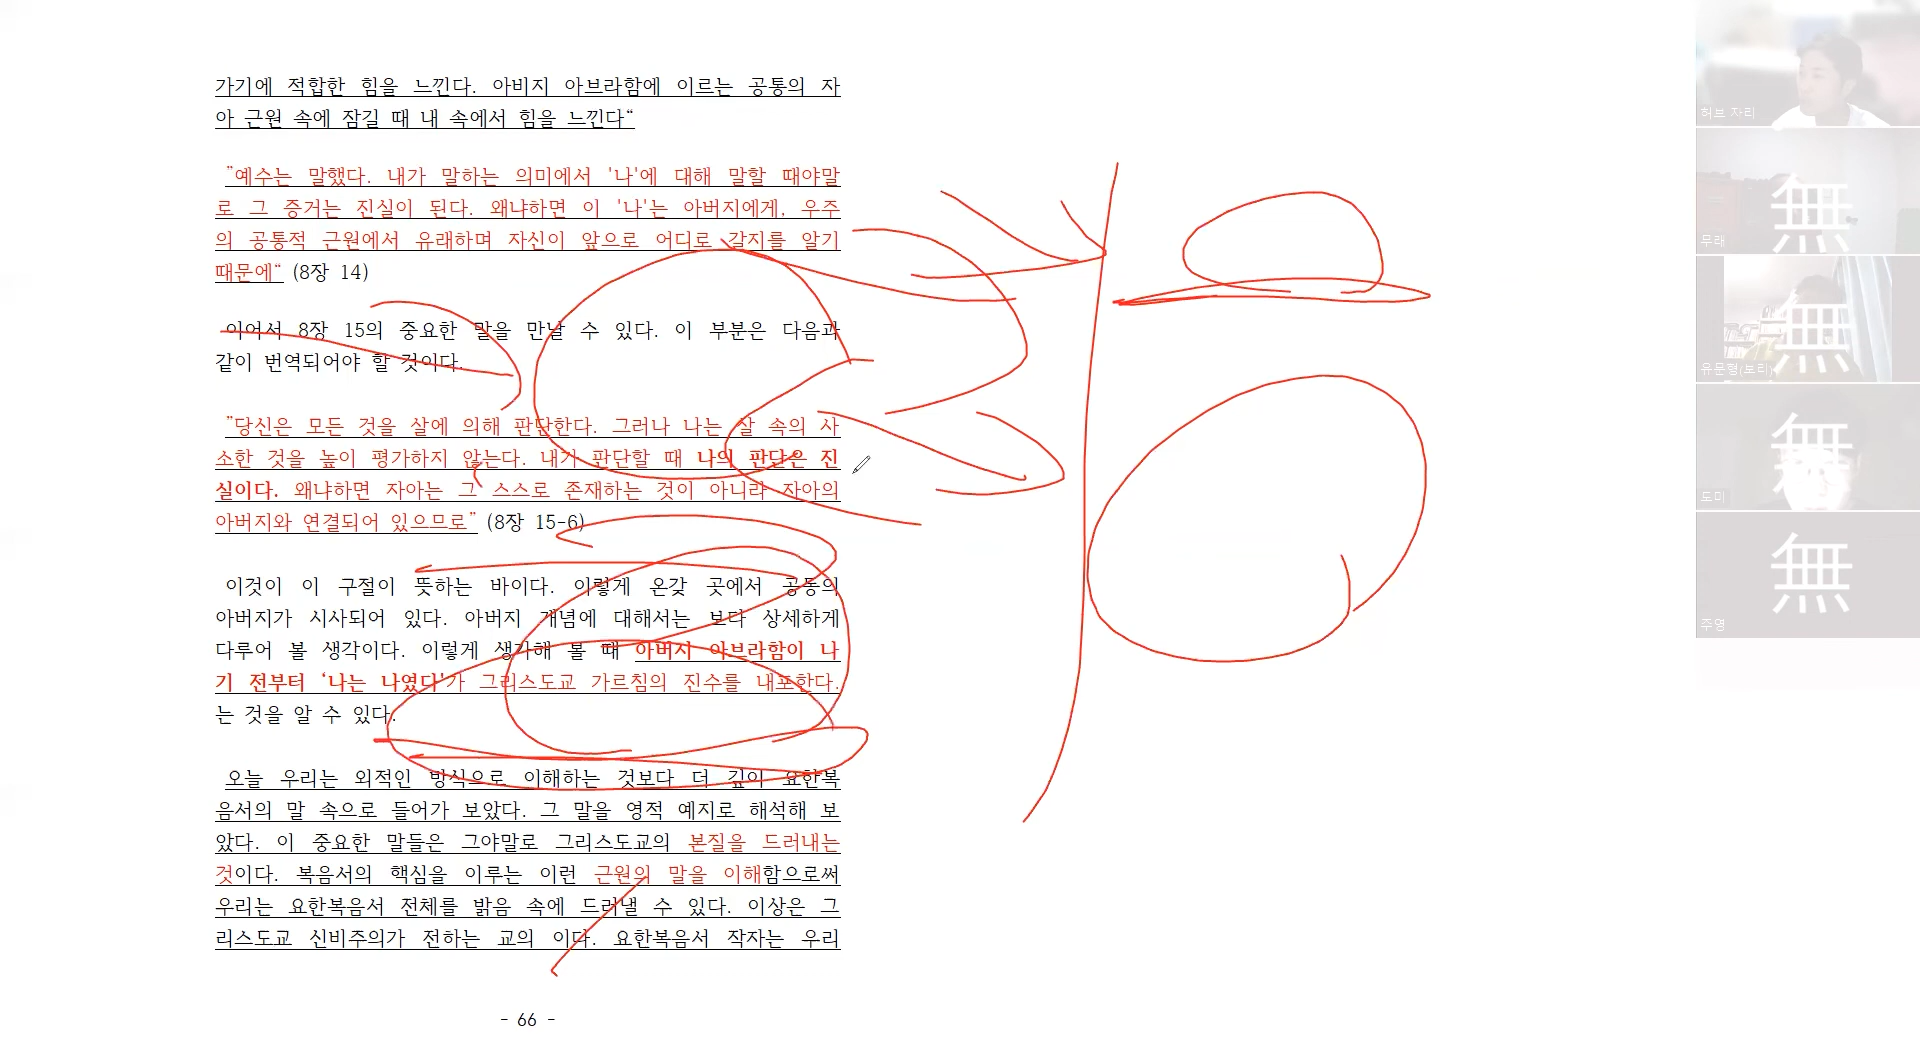 가기에 적합한 힘을 느낀다. 아비지 아브라함에 이르는 공통의 자
아 근원 속에 잠길 때 내 속에서 힘을 느낀다“
"예수는 말했다. 내가 말하는 의미에서 '나'에 대해 말할 때야말
로 그 증거는 진실이 된다. 왜냐하면 이 '나'는 아버지에게, 우주
의 공통적 근원에서 유래하며 자신이 앞으로 어디로 갈지를 알기
때문에“ (8장 14)
이어서 8장 15의 중요한 말을 만날 수 있다. 이 부분은 다음과
같이 번역되어야 할 것이다.
"당신은 모든 것을 살에 의해 판단한다. 그러나 나는 살 속의 사
소한 것을 높이 평가하지 않는다. 내가 판단할 때 나의 판단은 진
실이다. 왜냐하면 자아는 그 스스로 존재하는 것이 아니라 자아의
아버지와 연결되어 있으므로" (8장 15-6)
이것이 이 구절이 뜻하는 바이다. 이렇게 온갖 곳에서 공동의
아버지가 시사되어 있다. 아버지 개념에 대해서는 보다 상세하게
다루어 볼 생각이다. 이렇게 생각해 볼 때 아버지 아브라함이 나
기 전부터 ‘나는 나였다'가 그리스도교 가르침의 진수를 내포한다.
는 것을 알 수 있다.
오늘 우리는 외적인 방식으로 이해하는 것보다 더 깊이 요한복
음서의 말 속으로 들어가 보았다. 그 말을 영적 예지로 해석해 보
았다. 이 중요한 말들은 그야말로 그리스도교의 본질을 드러내는
것이다. 복음서의 핵심을 이루는 이런 근원의 말을 이해함으로써
우리는 요한복음서 전체를 밝음 속에 드러낼 수 있다. 이상은 그
리스도교 신비주의가 전하는 교의 이다. 요한복음서 작자는 우리
- 66 -
허브 자리
無
무래
無
유문형(보리)
無
도미
無
주영